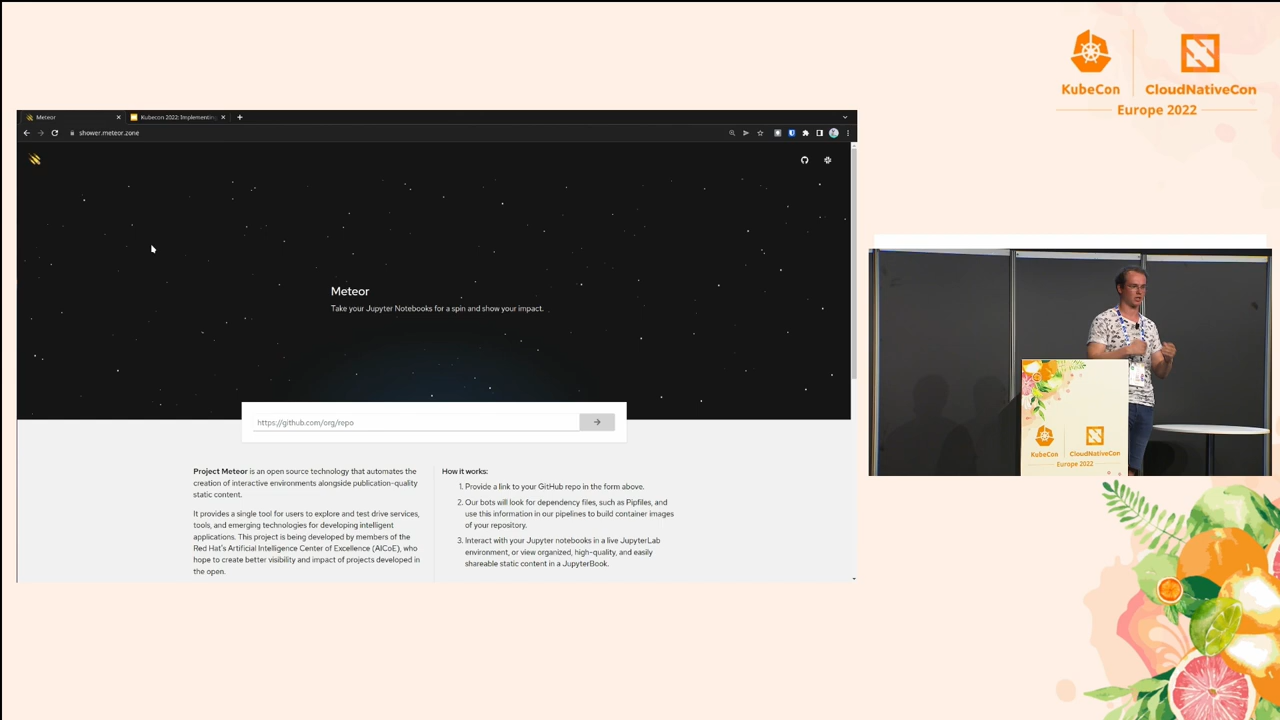 KubeCon
CloudNativeCon
Europe 2022
Meteor
Kubecon 2022: Implementing
shower.meteor.zone
Meteor
Take your Jupyter Notebooks for a spin and show your impact.
https://github.com/org/repo
Project Meteor is an open source technology that automates the
creation of interactive environments alongside publication-quality
static content.
It provides a single tool for users to explore and test drive services,
tools, and emerging technologies for developing intelligent
applications. This project is being developed by members of the
Red Hat's Artificial Intelligence Center of Excellence (AICoE), who
hope to create better visibility and impact of projects developed in
the open.
How it works:
1. Provide a link to your GitHub repo in the form above.
2. Our bots will look for dependency files, such as Pipfiles, and
use this information in our pipelines to build container images
of your repository.
3. Interact with your Jupyter notebooks in a live JupyterLab
environment, or view organized, high-quality, and easily
shareable static content in a JupyterBook.
KubeCon
CloudNativeCon
Europe 2022